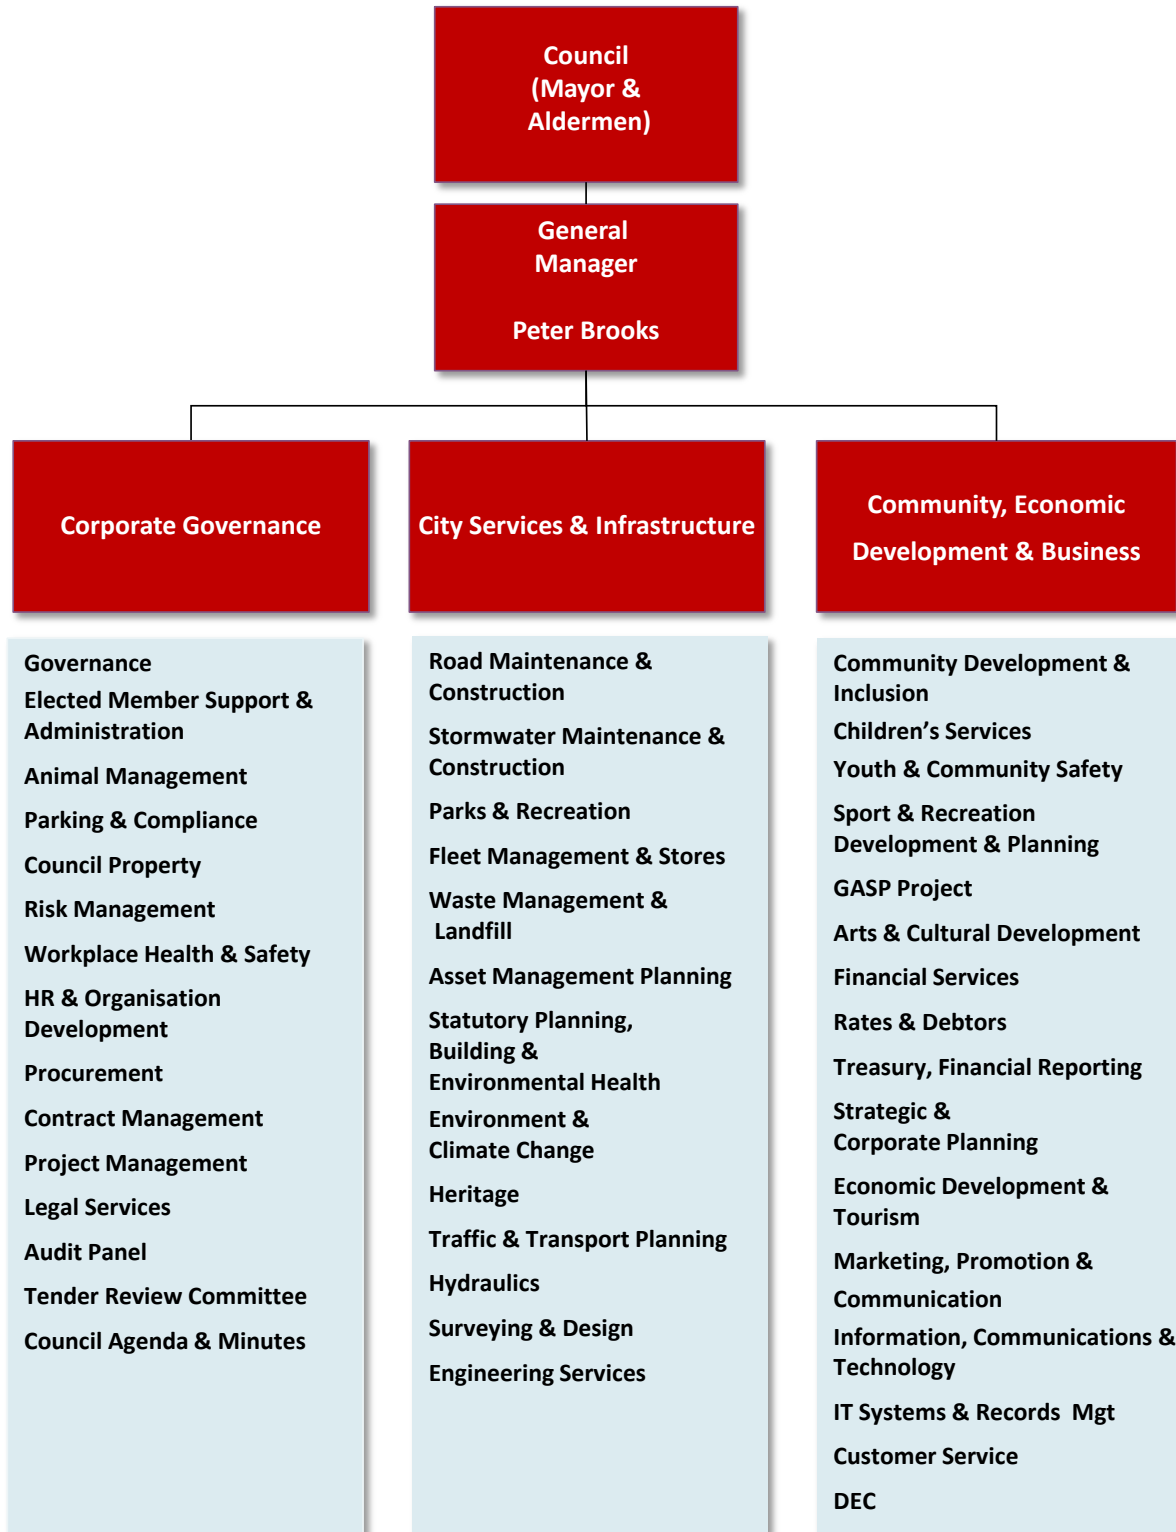 Council
(Mayor &
Aldermen)
General
Manager
Peter Brooks
Corporate Governance
City Services & Infrastructure
Community, Economic
Development & Business
Governance
Elected Member Support &
Administration
Animal Management
Parking & Compliance
Council Property
Risk Management
Workplace Health & Safety
HR & Organisation
Development
Procurement
Contract Management
Project Management
Legal Services
Audit Panel
Tender Review Committee
Council Agenda & Minutes
Road Maintenance &
Construction
Stormwater Maintenance &
Construction
Parks & Recreation
Fleet Management & Stores
Waste Management &
Landfill
Asset Management Planning
Statutory Planning,
Building &
Environmental Health
Environment &
Climate Change
Heritage
Traffic & Transport Planning
Hydraulics
Surveying & Design
Engineering Services
Community Development &
Inclusion
Children’s Services
Youth & Community Safety
Sport & Recreation
Development & Planning
GASP Project
Arts & Cultural Development
Financial Services
Rates & Debtors
Treasury, Financial Reporting
Strategic &
Corporate Planning
Economic Development &
Tourism
Marketing, Promotion &
Communication
Information, Communications &
Technology
IT Systems & Records  Mgt
Customer Service
DEC